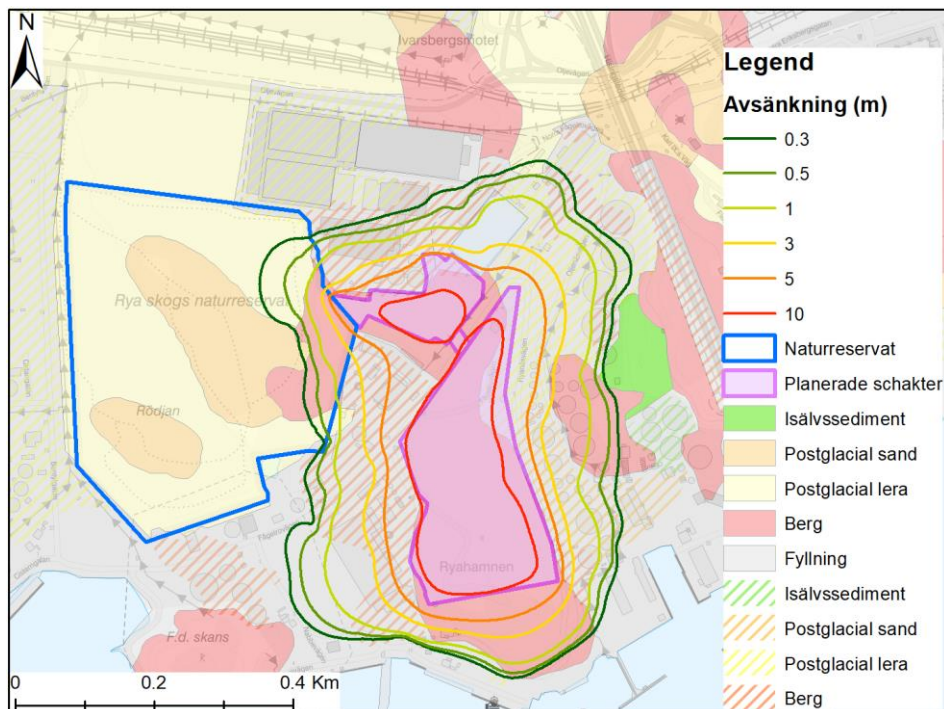 N
Ivarsbergsmotet
Rya skogs naturreservat
Rödjan
Ryahamnen
F.d. skans
0 0.2 0.4 Km
Legend
Avsänkning (m)
0.3
0.5
1
3
5
10
Naturreservat
Planerade schakter
Isälvssediment
Postglacial sand
Postglacial lera
Berg
Fyllning
Isälvssediment
Postglacial sand
Postglacial lera
Berg